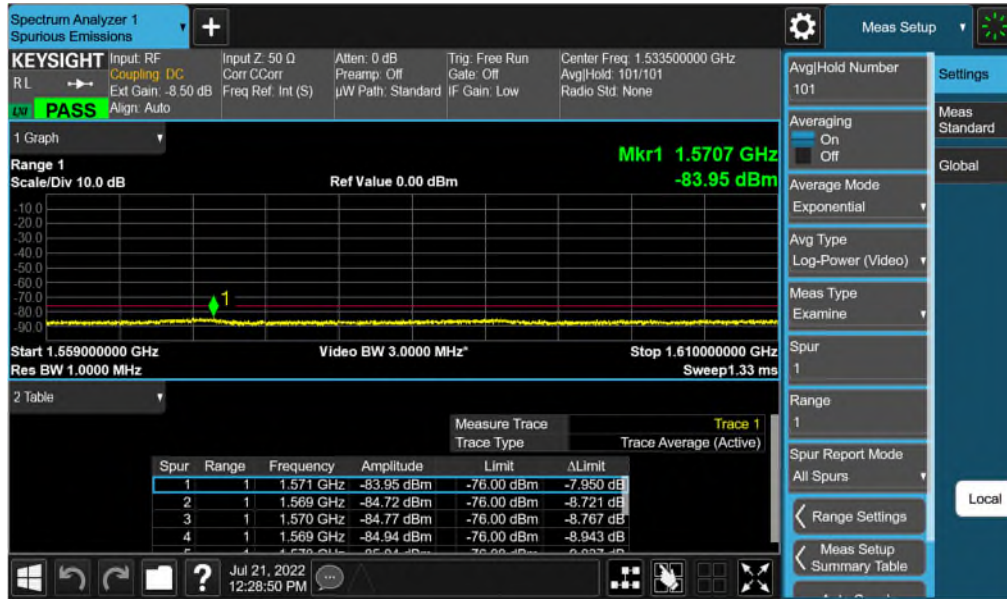 Spectrum Analyzer 1
Spurious Emissions
+
Meas Setup
KEYSIGHT
RL
LXI PASS
Input: RF
Coupling: DC
Ext Gain: -8.50 dB
Align: Auto
Input Z: 50 Ω
Corr CCorr
Freq Ref: Int (S)
Atten: 0 dB
Preamp: Off
µW Path: Standard
Trig: Free Run
Gate: Off
IF Gain: Low
Center Freq: 1.533500000 GHz
Avg|Hold: 101/101
Radio Std: None
1 Graph
Range 1
Scale/Div 10.0 dB
Ref Value 0.00 dBm
Mkr1 1.5707 GHz
-83.95 dBm
-10.0
-20.0
-30.0
-40.0
-50.0
-60.0
-70.0
-80.0
-90.0
1
Start 1.559000000 GHz
Video BW 3.0000 MHz*
Stop 1.610000000 GHz
Res BW 1.0000 MHz
Sweep1.33 ms
2 Table
Measure Trace Trace 1
Trace Type Trace Average (Active)
Spur Range Frequency Amplitude Limit ΔLimit
1 1 1.571 GHz -83.95 dBm -76.00 dBm -7.950 dB
2 1 1.569 GHz -84.72 dBm -76.00 dBm -8.721 dB
3 1 1.570 GHz -84.77 dBm -76.00 dBm -8.767 dB
4 1 1.569 GHz -84.94 dBm -76.00 dBm -8.943 dB
?
Jul 21, 2022
12:28:50 PM
Avg|Hold Number
101
Averaging
On
Off
Average Mode
Exponential
Avg Type
Log-Power (Video)
Meas Type
Examine
Spur
1
Range
1
Spur Report Mode
All Spurs
Range Settings
Meas Setup
Summary Table
Settings
Meas
Standard
Global
Local